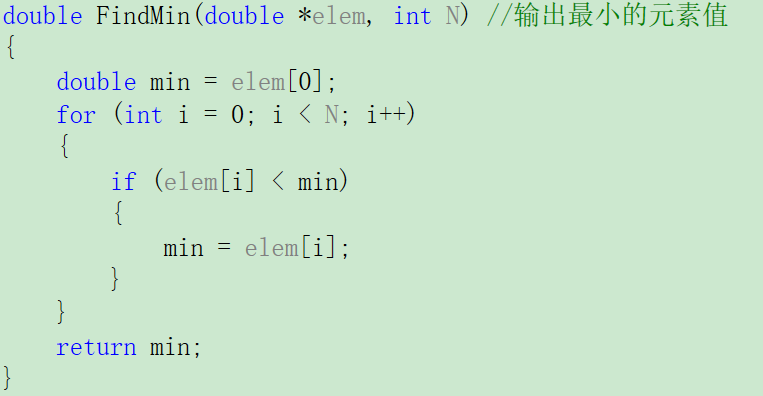 double FindMin(double *elem, int N) //输出最小的元素值
{
    double min = elem[0];
    for (int i = 0; i < N; i++)
    {
        if (elem[i] < min)
        {
            min = elem[i];
        }
    }
    return min;
}